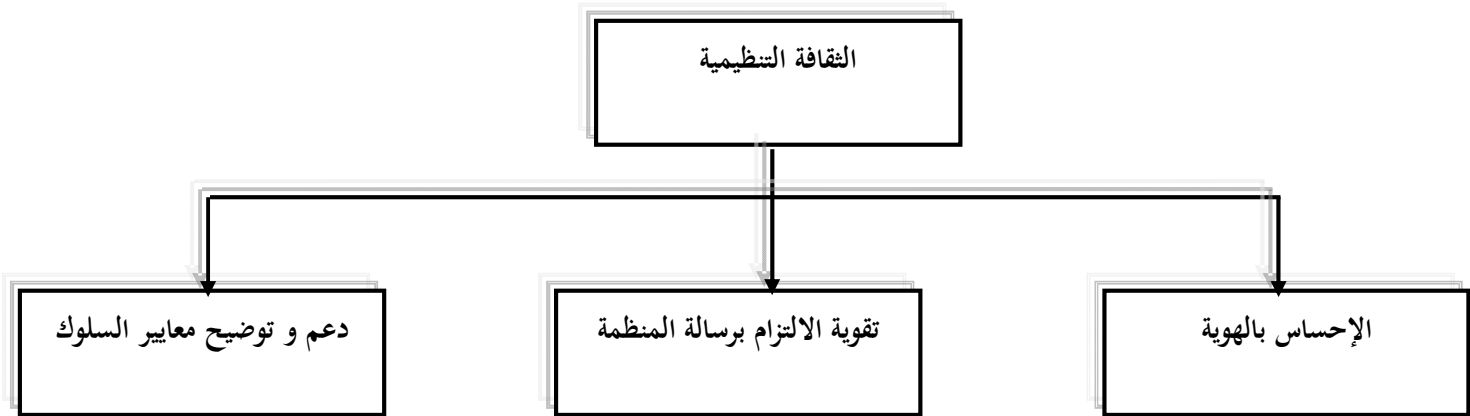 الثقافة التنظيمية
الإحساس بالهوية
تقوية الالتزام برسالة المنظمة
دعم و توضيح معايير السلوك